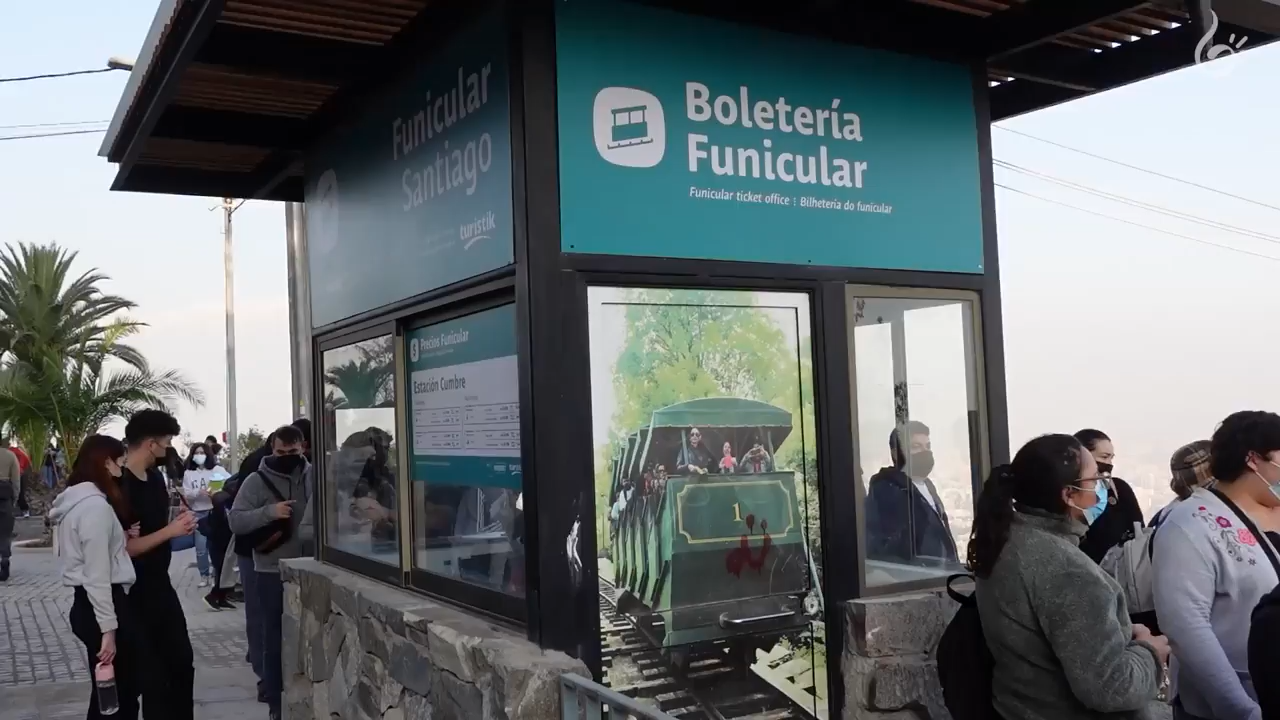 Funicular
Santiago
turistik
Boletería
Funicular
Funicular ticket office ⁝ Bilheteria do funicular
Precios Funicular
Estación Cumbre
1